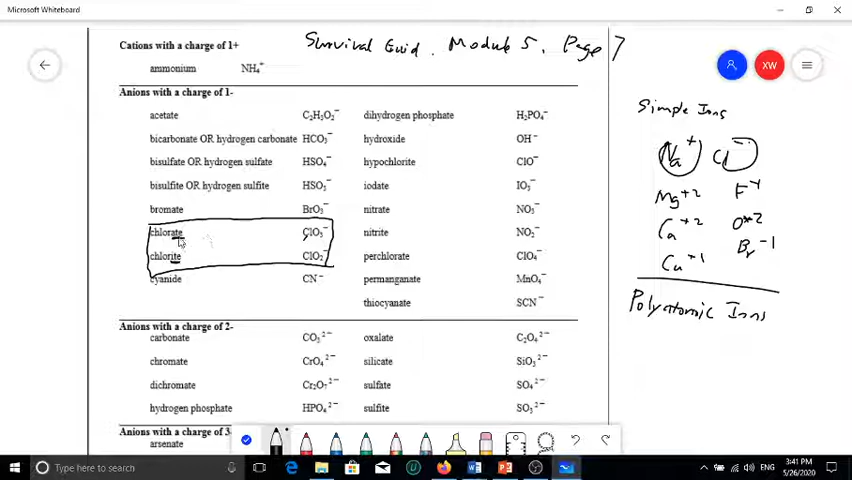 Microsoft Whiteboard
Survival Guid. Module 5, Page 7
Cations with a charge of 1+
ammonium NH₄⁺
XW
Anions with a charge of 1-
acetate C₂H₃O₂⁻ dihydrogen phosphate H₂PO₄⁻
bicarbonate OR hydrogen carbonate HCO₃⁻ hydroxide OH⁻
bisulfate OR hydrogen sulfate HSO₄⁻ hypochlorite ClO⁻
bisulfite OR hydrogen sulfite HSO₃⁻ iodate IO₃⁻
bromate BrO₃⁻ nitrate NO₃⁻
chlorate ClO₃⁻ nitrite NO₂⁻
chlorite ClO₂⁻ perchlorate ClO₄⁻
cyanide CN⁻ permanganate MnO₄⁻
thiocyanate SCN⁻
Anions with a charge of 2-
carbonate CO₃²⁻ oxalate C₂O₄²⁻
chromate CrO₄²⁻ silicate SiO₃²⁻
dichromate Cr₂O₇²⁻ sulfate SO₄²⁻
hydrogen phosphate HPO₄²⁻ sulfite SO₃²⁻
Anions with a charge of 3-
arsenate
Simple Ions
Na⁺ Cl⁻
Mg⁺²
Ca⁺² O⁻²
Br⁻¹
Polyatomic Ions
Type here to search
ENG
3:41 PM
5/26/2020